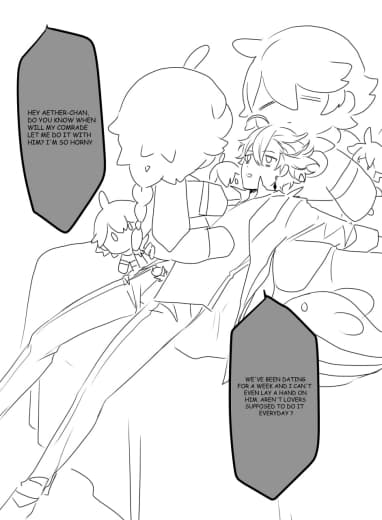 HEY AETHER-CHAN,
DO YOU KNOW WHEN
WILL MY COMRADE
LET ME DO IT WITH
HIM? I'M SO HORNY
WE'VE BEEN DATING
FOR A WEEK AND I CAN'T
EVEN LAY A HAND ON
HIM. AREN'T LOVERS
SUPPOSED TO DO IT
EVERYDAY?